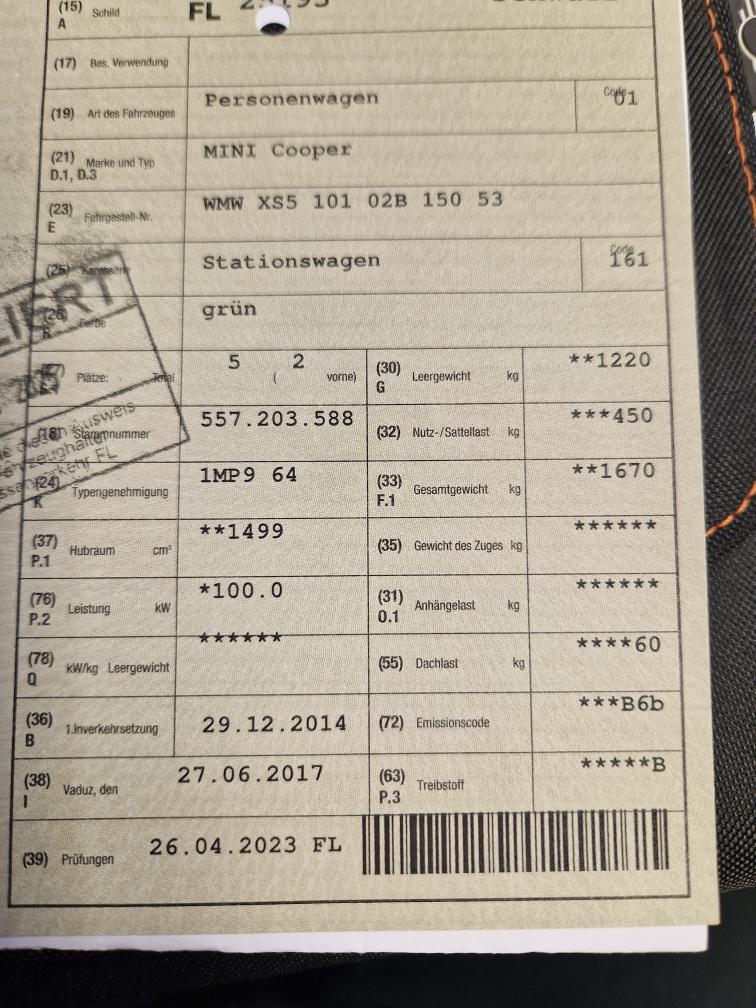 (15) Schild FL
A
(17) Bes. Verwendung
(19) Art des Fahrzeuges Personenwagen Code 01
(21) Marke und Typ MINI Cooper
D.1, D.3
(23) Fahrgestell-Nr. WMW XS5 101 02B 150 53
E
(25) Karosserie Stationswagen Code 161
(26) Farbe grün
R
(27) Plätze: Total 5 ( 2 vorne)
(30) Leergewicht kg **1220
G
(18) Stammnummer 557.203.588
(32) Nutz-/Sattellast kg ***450
(24) Typengenehmigung 1MP9 64
K
(33) Gesamtgewicht kg **1670
F.1
(37) Hubraum cm³ **1499
P.1
(35) Gewicht des Zuges kg ******
(76) Leistung kW *100.0
P.2
(31) Anhängelast kg ******
O.1
(78) kW/kg Leergewicht ******
Q
(55) Dachlast kg ****60
(36) 1.Inverkehrsetzung 29.12.2014
B
(72) Emissionscode ***B6b
(38) Vaduz, den 27.06.2017
I
(63) Treibstoff *****B
P.3
(39) Prüfungen 26.04.2023 FL